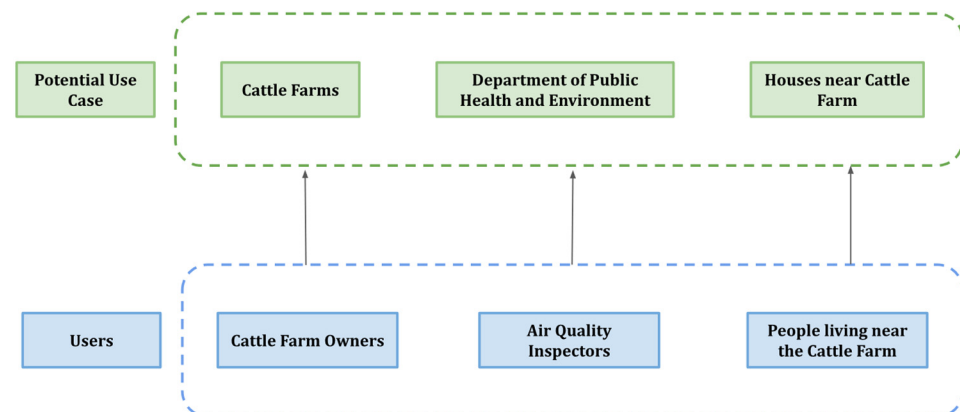 Potential Use
Case
Cattle Farms
Department of Public
Health and Environment
Houses near Cattle
Farm
Users
Cattle Farm Owners
Air Quality
Inspectors
People living near
the Cattle Farm